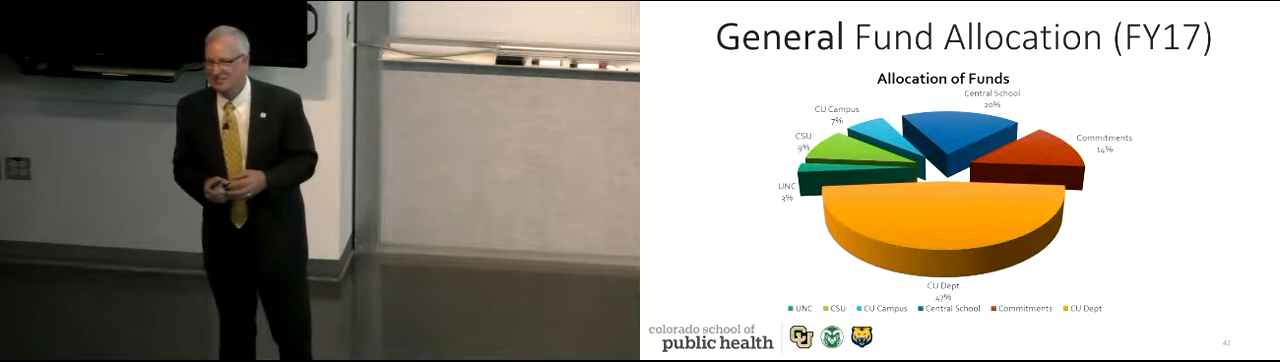 General Fund Allocation (FY17)
Allocation of Funds
Central School
20%
CU Campus
7%
CSU
9%
Commitments
14%
UNC
3%
CU Dept
47%
UNC CSU CU Campus Central School Commitments CU Dept
colorado school of
public health
CU
42